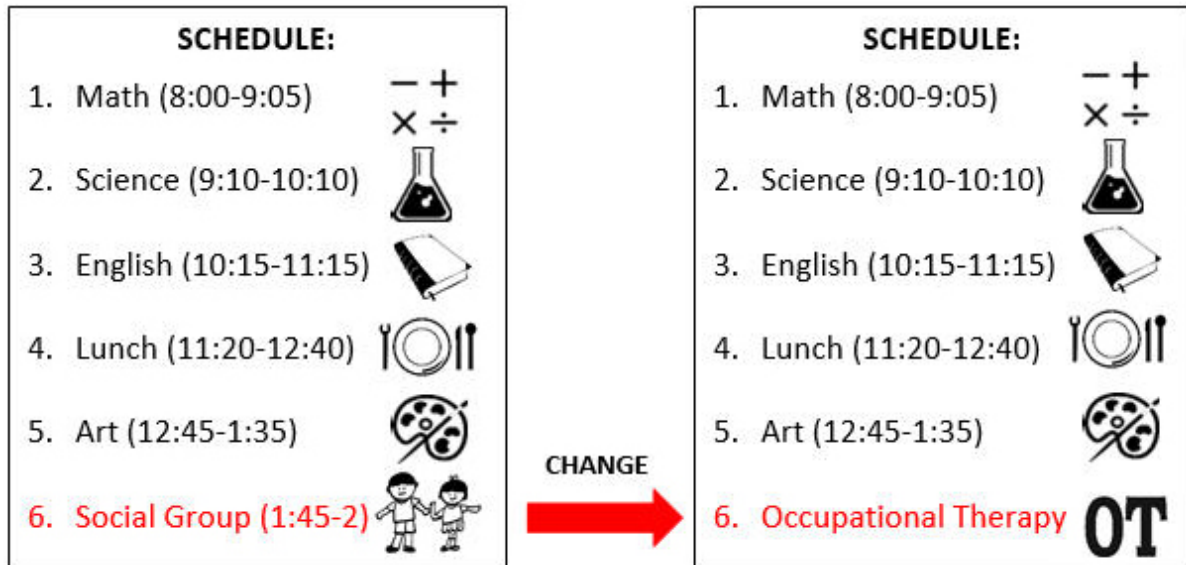 SCHEDULE:
1. Math (8:00-9:05)
2. Science (9:10-10:10)
3. English (10:15-11:15)
4. Lunch (11:20-12:40)
5. Art (12:45-1:35)
6. Social Group (1:45-2)
CHANGE
SCHEDULE:
1. Math (8:00-9:05)
2. Science (9:10-10:10)
3. English (10:15-11:15)
4. Lunch (11:20-12:40)
5. Art (12:45-1:35)
6. Occupational Therapy OT